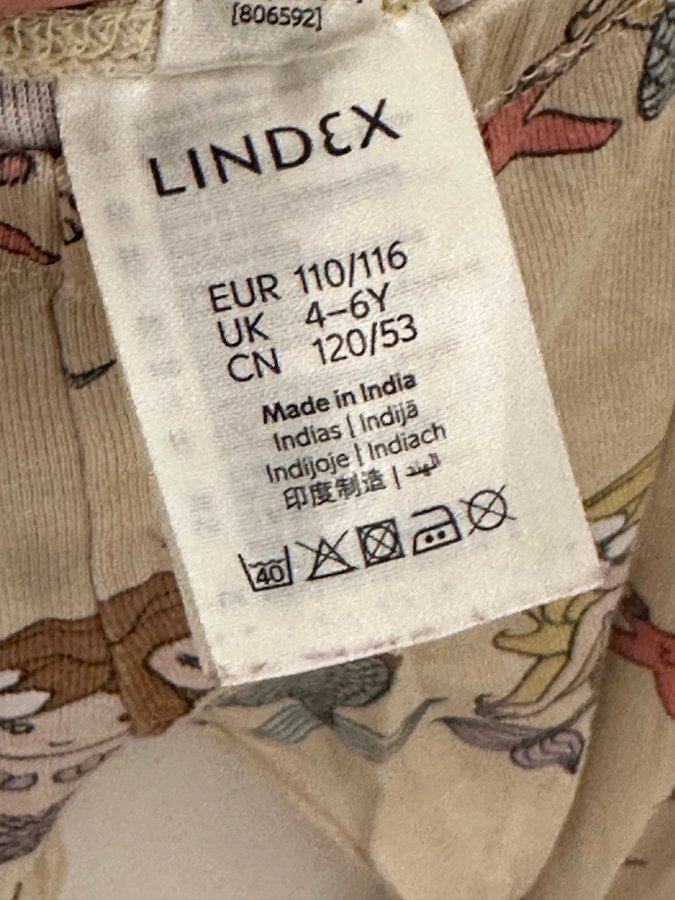 [806592]
LINDEX
EUR 110/116
UK 4–6Y
CN 120/53
Made in India
Indias | Indijā
Indijoje | Indiach
印度制造 | الهند
40